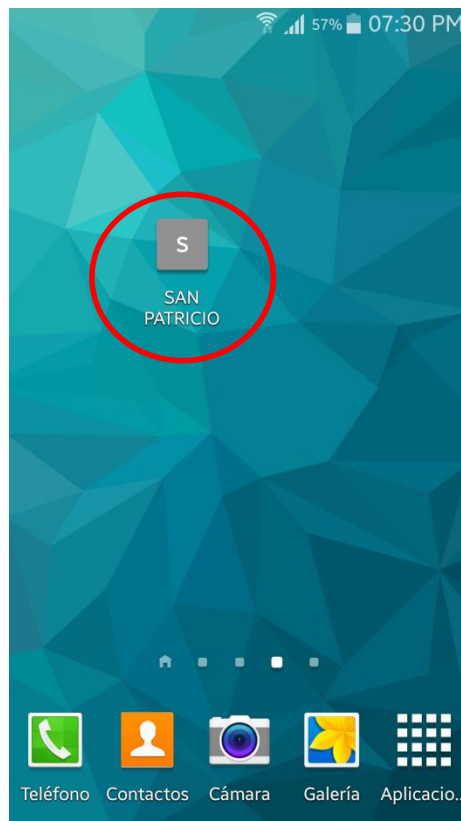 57% 07:30 PM
S
SAN
PATRICIO
Teléfono Contactos Cámara Galería Aplicacio..